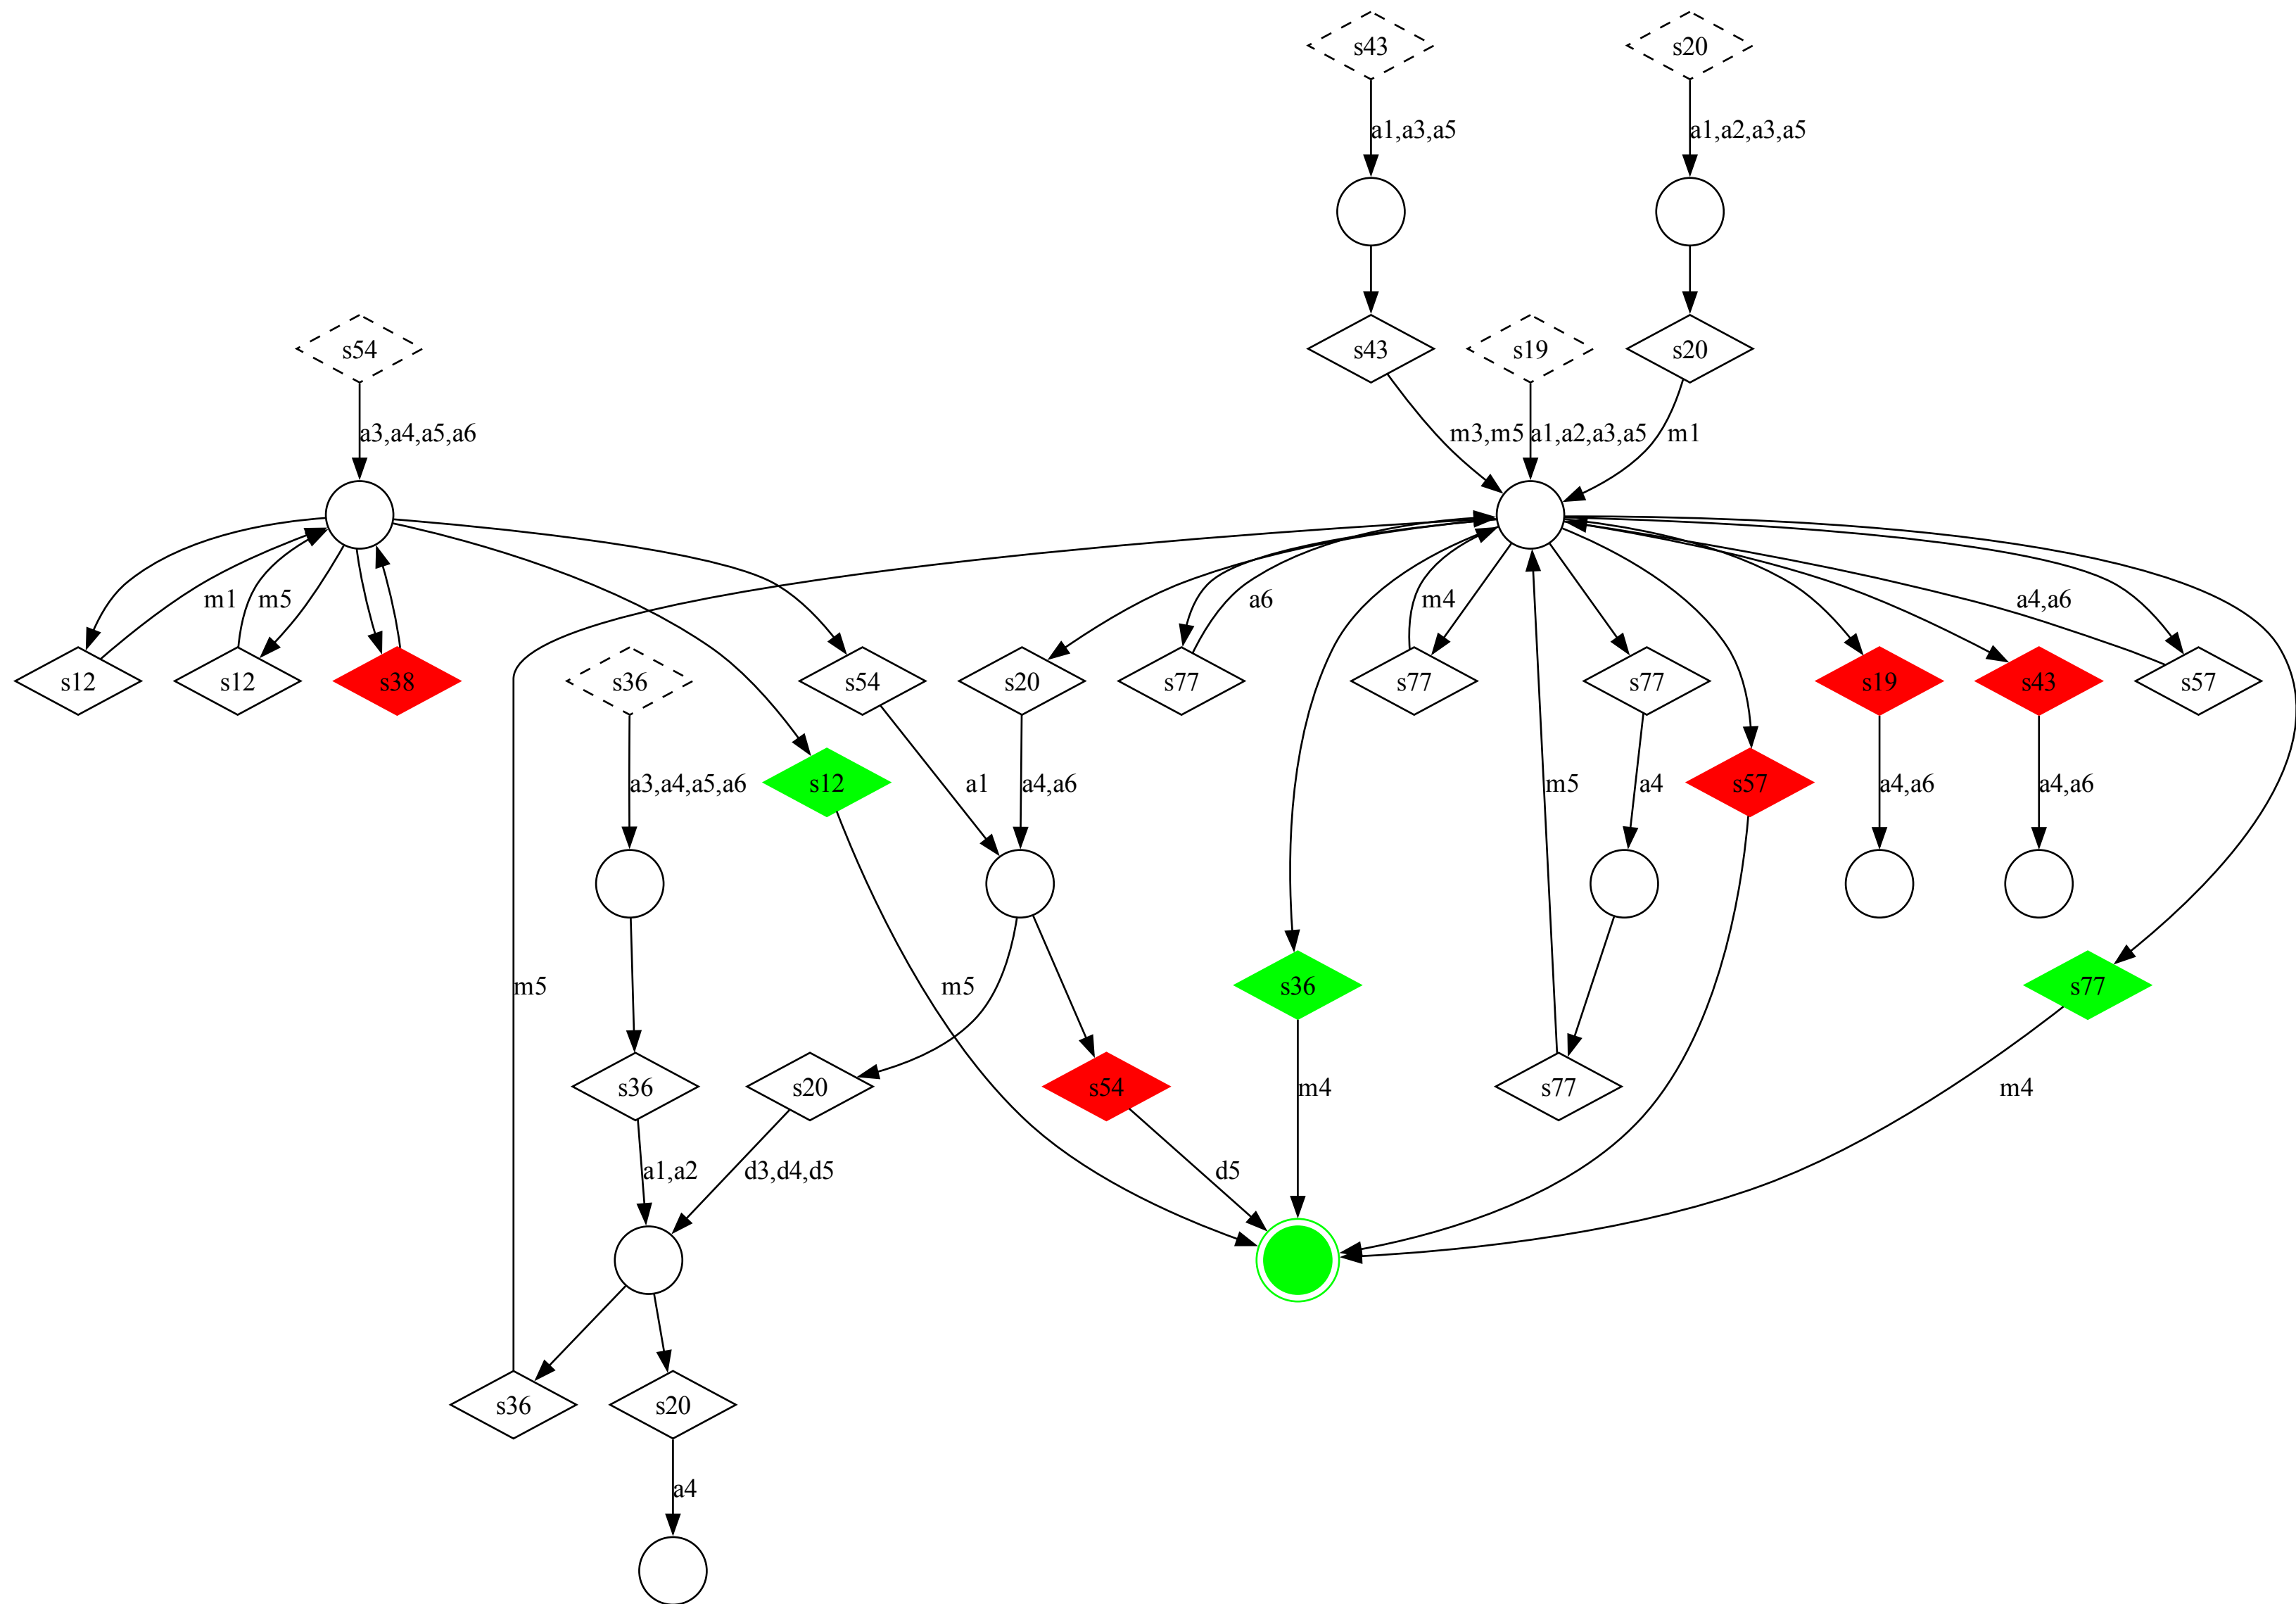 s43
s20
a1,a3,a5
a1,a2,a3,a5
s54
s43
s19
s20
a3,a4,a5,a6
m3,m5
a1,a2,a3,a5
m1
m1
m5
a6
m4
a4,a6
s12
s12
s38
s36
s54
s20
s77
s77
s77
s19
s43
s57
a3,a4,a5,a6
s12
a1
a4,a6
m5
a4
s57
a4,a6
a4,a6
m5
m5
s36
s77
s36
s20
s54
m4
s77
m4
a1,a2
d3,d4,d5
d5
s36
s20
a4